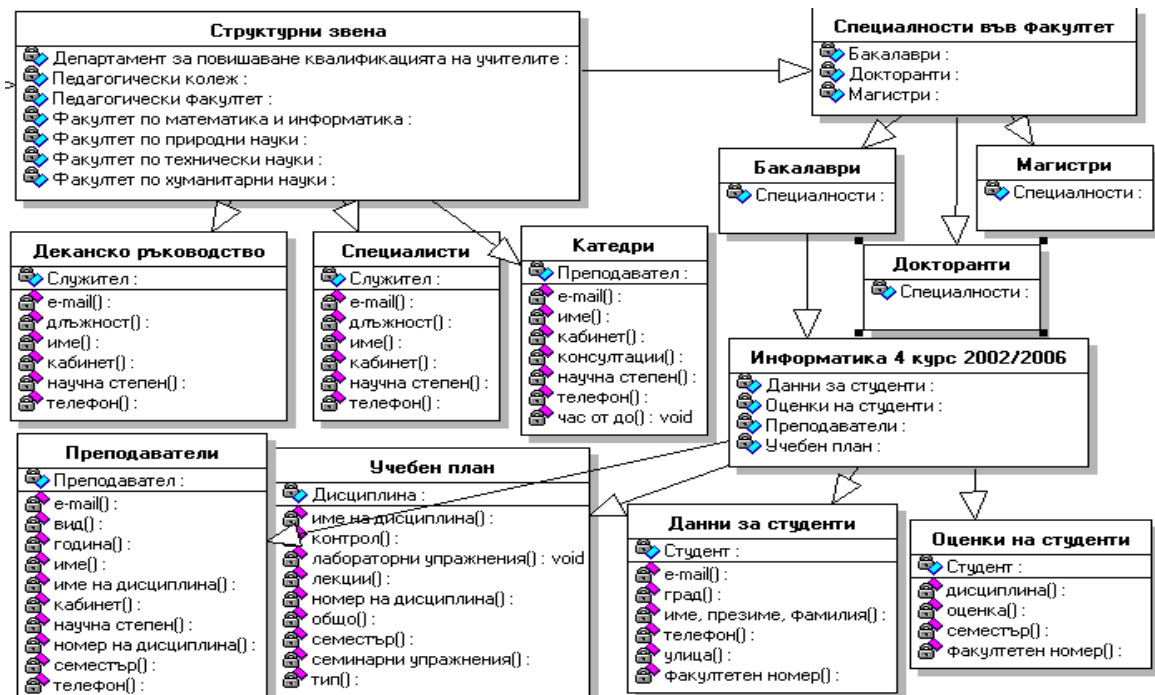 Структурни звена
Департамент за повишаване квалификацията на учителите :
Педагогически колеж :
Педагогически факултет :
Факултет по математика и информатика :
Факултет по природни науки :
Факултет по технически науки :
Факултет по хуманитарни науки :
Специалности във факултет
Бакалаври :
Докторанти :
Магистри :
Бакалаври
Специалности :
Магистри
Специалности :
Докторанти
Специалности :
Деканско ръководство
Служител :
e-mail() :
длъжност() :
име() :
кабинет() :
научна степен() :
телефон() :
Специалисти
Служител :
e-mail() :
длъжност() :
име() :
кабинет() :
научна степен() :
телефон() :
Катедри
Преподавател :
e-mail() :
име() :
кабинет() :
консултации() :
научна степен() :
телефон() :
час от до() : void
Информатика 4 курс 2002/2006
Данни за студенти :
Оценки на студенти :
Преподаватели :
Учебен план :
Преподаватели
Преподавател :
e-mail() :
вид() :
година() :
име() :
име на дисциплина() :
кабинет() :
научна степен() :
номер на дисциплина() :
семестър() :
телефон() :
Учебен план
Дисциплина :
име на дисциплина() :
контрол() :
лабораторни упражнения() : void
лекции() :
номер на дисциплина() :
общо() :
семестър() :
семинарни упражнения() :
тип() :
Данни за студенти
Студент :
e-mail() :
град() :
име, презиме, фамилия() :
телефон() :
улица() :
факултетен номер() :
Оценки на студенти
Студент :
дисциплина() :
оценка() :
семестър() :
факултетен номер() :